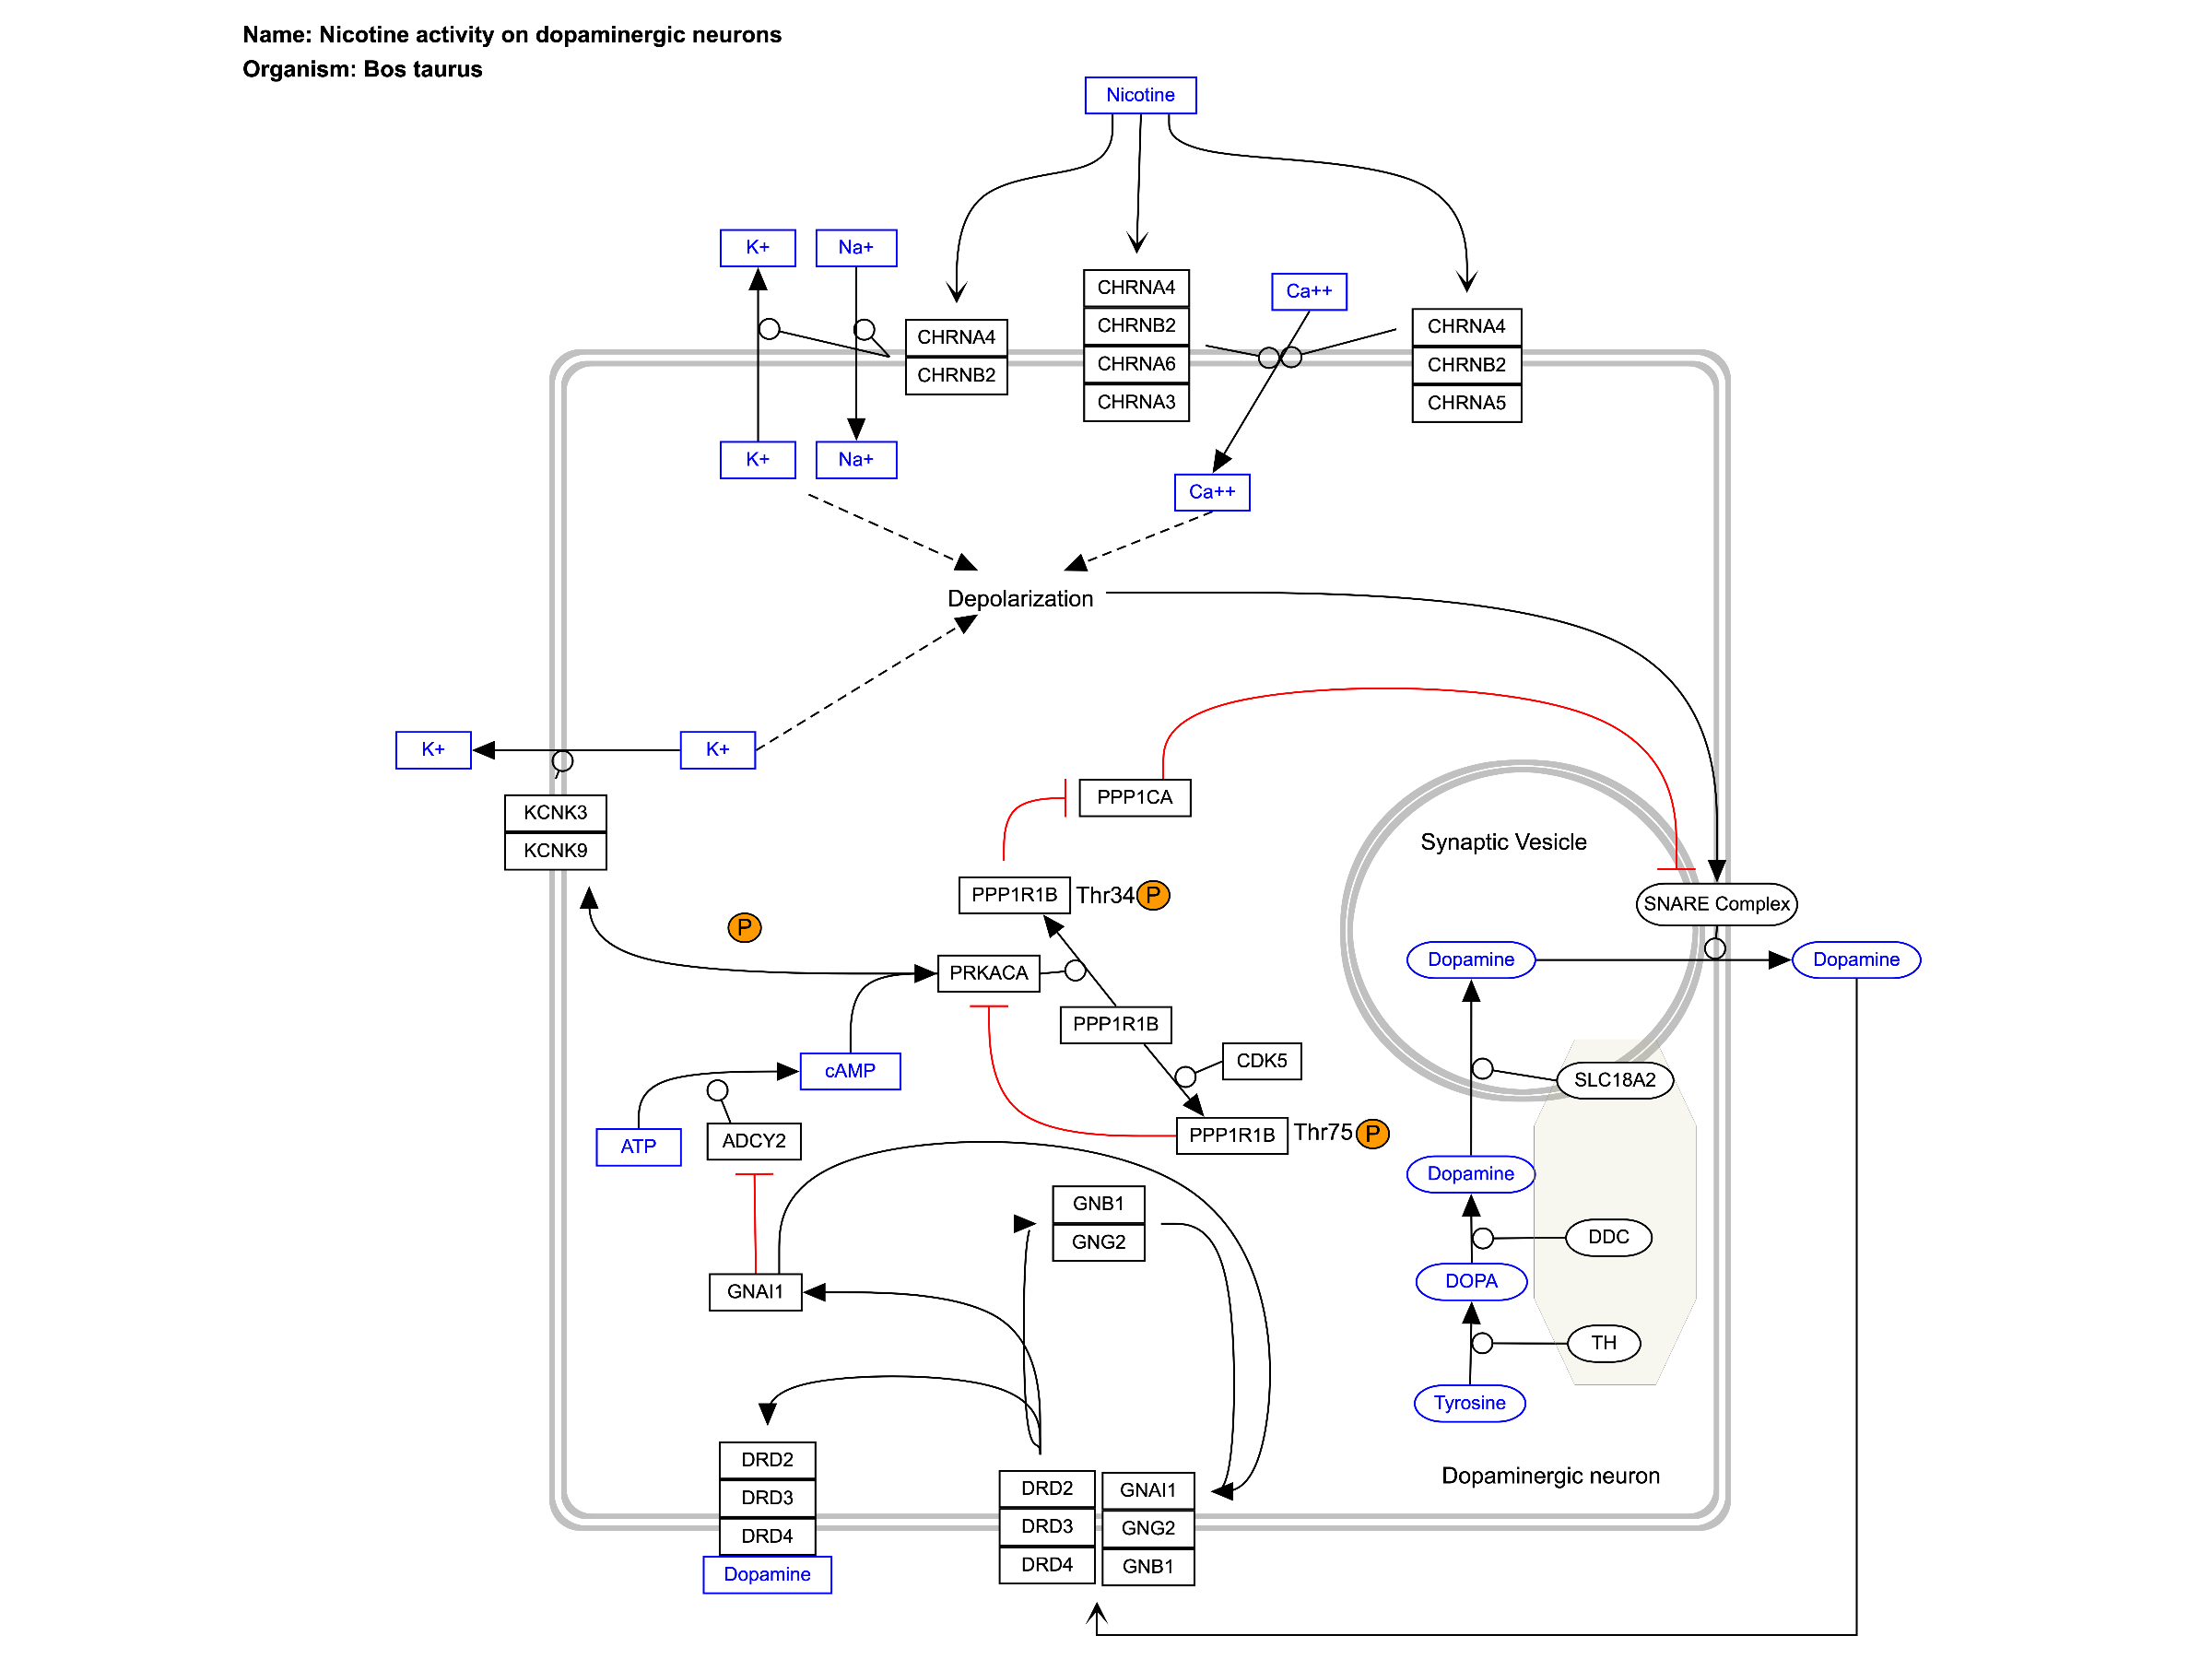 Name: Nicotine activity on dopaminergic neurons
Organism: Bos taurus
Nicotine
K+
Na+
CHRNA4
CHRNB2
CHRNA4
CHRNB2
CHRNA6
CHRNA3
Ca++
CHRNA4
CHRNB2
CHRNA5
K+
Na+
Ca++
Depolarization
K+
K+
KCNK3
KCNK9
PPP1CA
Synaptic Vesicle
PPP1R1B
Thr34
P
SNARE Complex
P
Dopamine
Dopamine
PRKACA
PPP1R1B
CDK5
cAMP
SLC18A2
ATP
ADCY2
PPP1R1B
Thr75
P
Dopamine
GNB1
GNG2
DDC
GNAI1
DOPA
TH
Tyrosine
Dopaminergic neuron
DRD2
DRD3
DRD4
Dopamine
DRD2
DRD3
DRD4
GNAI1
GNG2
GNB1